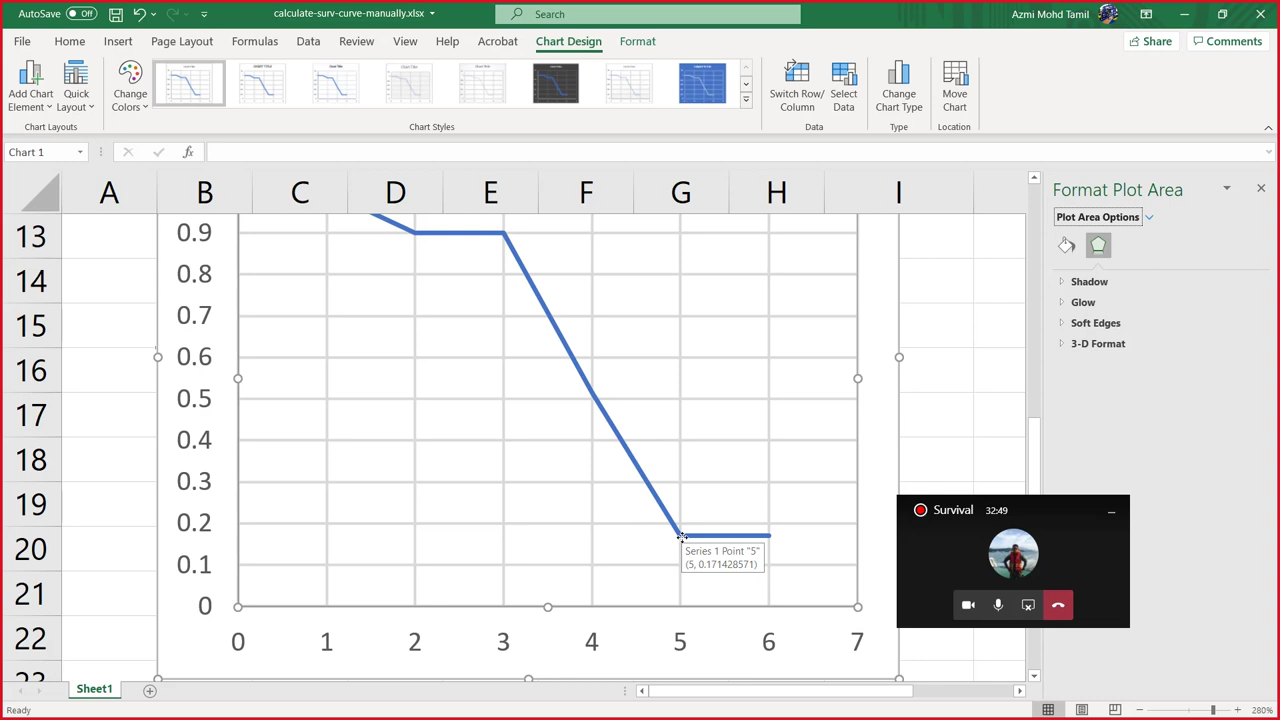 AutoSave Off calculate-surv-curve-manually.xlsx Search Azmi Mohd Tamil
File Home Insert Page Layout Formulas Data Review View Help Acrobat Chart Design Format Share Comments
Add Chart Element Quick Layout Change Colors Switch Row/ Column Select Data Change Chart Type Move Chart
Chart Layouts Chart Styles Data Type Location
Chart 1 fx
A B C D E F G H I
Format Plot Area
Plot Area Options
Shadow
Glow
Soft Edges
3-D Format
13 0.9
14 0.8
15 0.7
16 0.6
17 0.5
18 0.4
19 0.3
0.2
20 0.1
21 0
22 0 1 2 3 4 5 6 7
Series 1 Point "5"
(5, 0.171428571)
Survival 32:49
Sheet1
Ready 280%